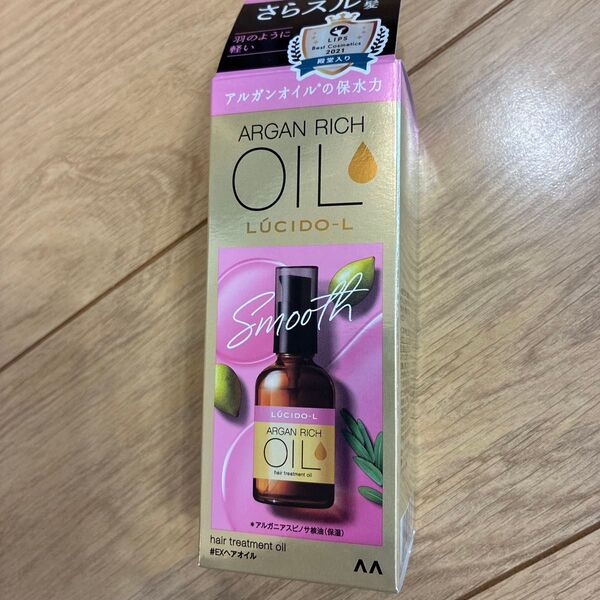 さらスル髪
羽のように
軽い
LIPS
Best Cosmetics
2021
殿堂入り
アルガンオイル*の保水力
ARGAN RICH
OIL
LÚCIDO-L
Smooth
LÚCIDO-L
ARGAN RICH
OIL
hair treatment oil
*アルガニアスピノサ核油(保湿)
hair treatment oil
#EXヘアオイル